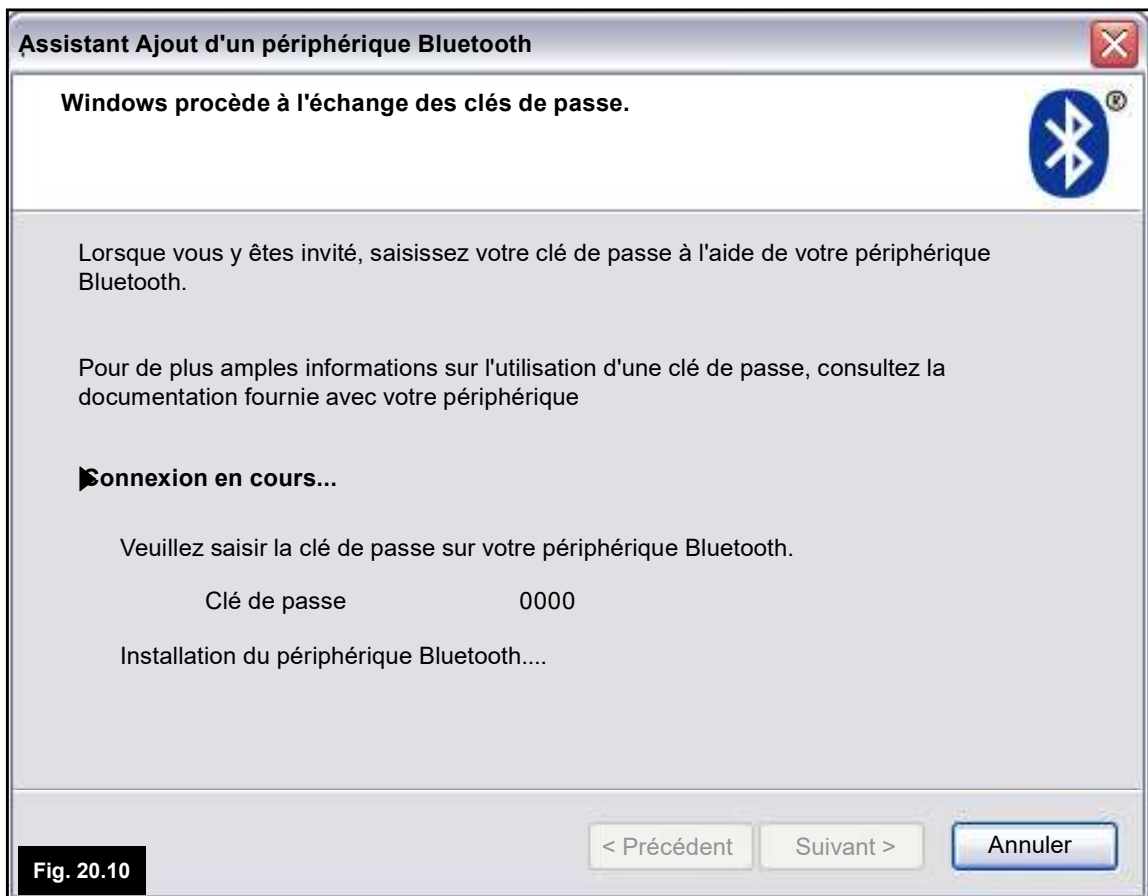 Assistant Ajout d'un périphérique Bluetooth
Windows procède à l'échange des clés de passe.
®
Lorsque vous y êtes invité, saisissez votre clé de passe à l'aide de votre périphérique
Bluetooth.
Pour de plus amples informations sur l'utilisation d'une clé de passe, consultez la
documentation fournie avec votre périphérique
Connexion en cours...
Veuillez saisir la clé de passe sur votre périphérique Bluetooth.
Clé de passe 0000
Installation du périphérique Bluetooth....
< Précédent Suivant > Annuler
Fig. 20.10